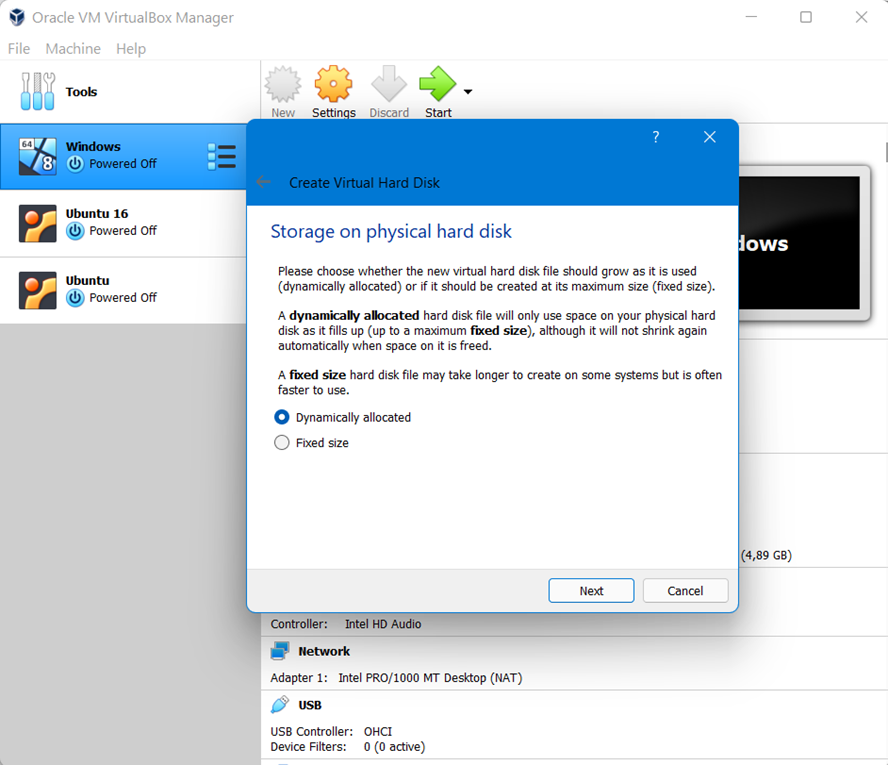 Oracle VM VirtualBox Manager
File Machine Help
Tools
New Settings Discard Start
64
8
Windows
Powered Off
Ubuntu 16
Powered Off
Ubuntu
Powered Off
?
Create Virtual Hard Disk
Storage on physical hard disk
Please choose whether the new virtual hard disk file should grow as it is used
(dynamically allocated) or if it should be created at its maximum size (fixed size).
A dynamically allocated hard disk file will only use space on your physical hard
disk as it fills up (up to a maximum fixed size), although it will not shrink again
automatically when space on it is freed.
A fixed size hard disk file may take longer to create on some systems but is often
faster to use.
Dynamically allocated
Fixed size
Next Cancel
dows
(4,89 GB)
Controller: Intel HD Audio
Network
Adapter 1: Intel PRO/1000 MT Desktop (NAT)
USB
USB Controller: OHCI
Device Filters: 0 (0 active)